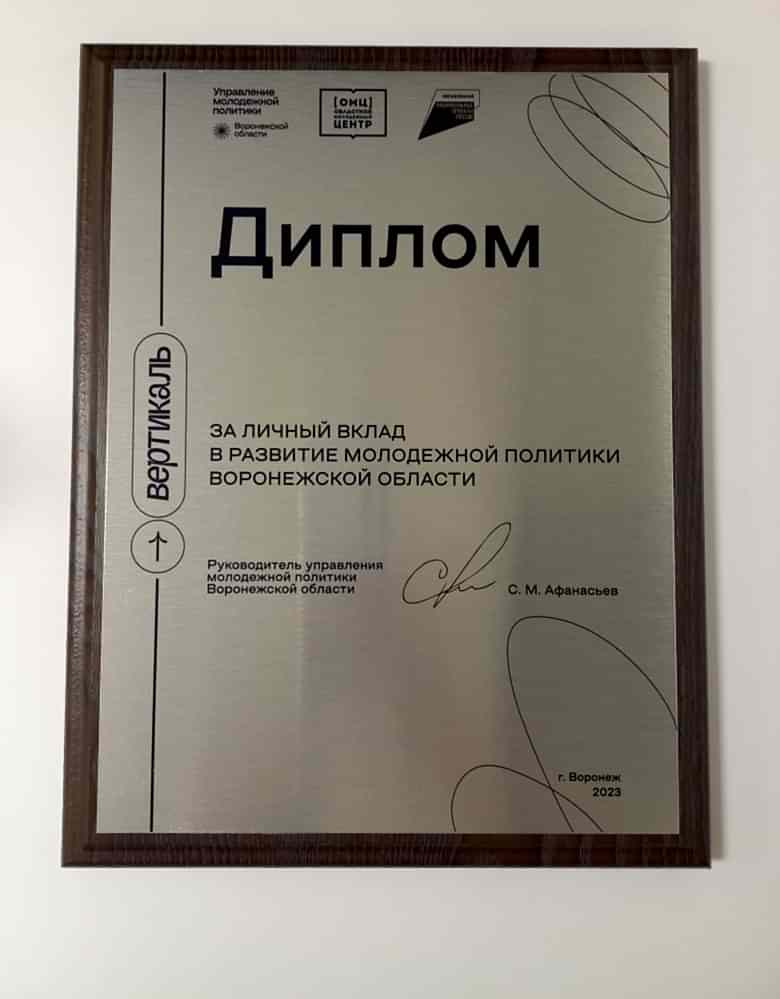 Управление
молодежной
политики
Воронежской
области
[ОМЦ]
ОБЛАСТНОЙ
МОЛОДЕЖНЫЙ
ЦЕНТР
Диплом
вертикаль
ЗА ЛИЧНЫЙ ВКЛАД
В РАЗВИТИЕ МОЛОДЕЖНОЙ ПОЛИТИКИ
ВОРОНЕЖСКОЙ ОБЛАСТИ
Руководитель управления
молодежной политики
Воронежской области
С. М. Афанасьев
г. Воронеж
2023